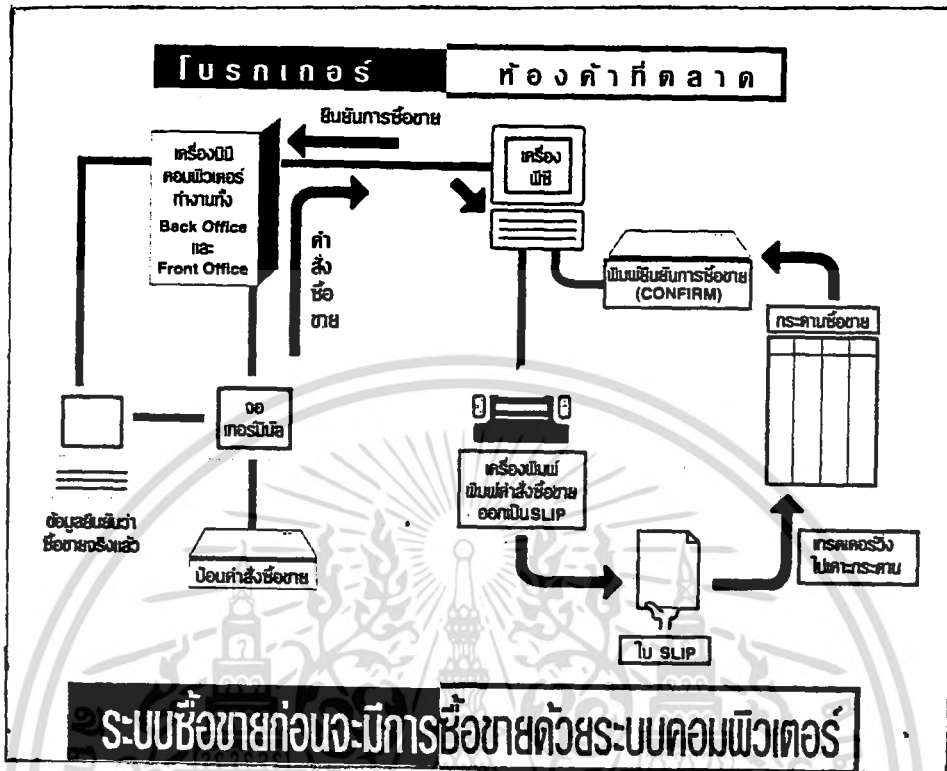 โบรกเกอร์
ห้องค้าที่ตลาด
ยืนยันการซื้อขาย
เครื่องมินิ
คอมพิวเตอร์
ทำงานทั้ง
Back Office
และ
Front Office
คำ
สั่ง
ซื้อ
ขาย
เครื่อง
พีซี
พิมพ์ยืนยันการซื้อขาย
(CONFIRM)
กระดานซื้อขาย
จอ
เทอร์มินัล
ข้อมูลยืนยันว่า
ซื้อขายจริงแล้ว
ป้อนคำสั่งซื้อขาย
เครื่องพิมพ์
พิมพ์คำสั่งซื้อขาย
ออกเป็นSLIP
ใบ SLIP
เทรดเดอร์วิ่ง
ไปเคาะกระดาน
ระบบซื้อขายก่อนจะมีการซื้อขายด้วยระบบคอมพิวเตอร์